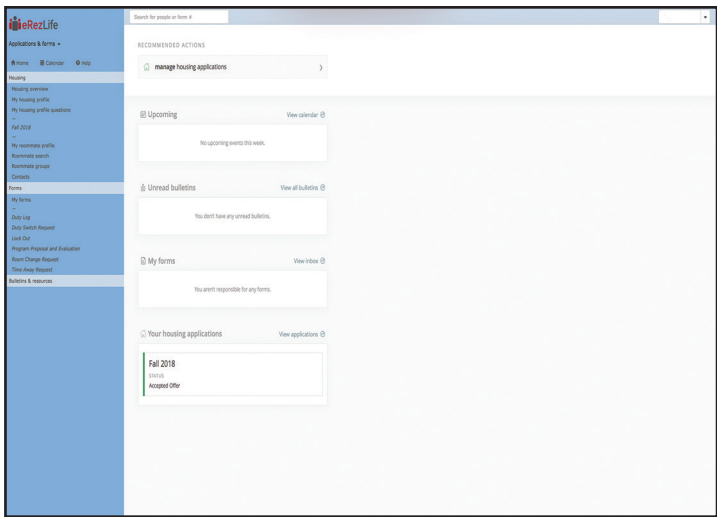 eRezLife
Applications & forms
Home Calendar Help
Housing
Housing overview
My housing profile
My housing profile questions
--
Fall 2018
--
My roommate profile
Roommate search
Roommate groups
Contacts
Forms
My forms
--
Duty Log
Duty Switch Request
Lock Out
Program Proposal and Evaluation
Room Change Request
Time Away Request
Bulletins & resources
Search for people or form #
RECOMMENDED ACTIONS
manage housing applications
Upcoming View calendar
No upcoming events this week.
Unread bulletins View all bulletins
You don't have any unread bulletins.
My forms View inbox
You aren't responsible for any forms.
Your housing applications View applications
Fall 2018
STATUS
Accepted Offer